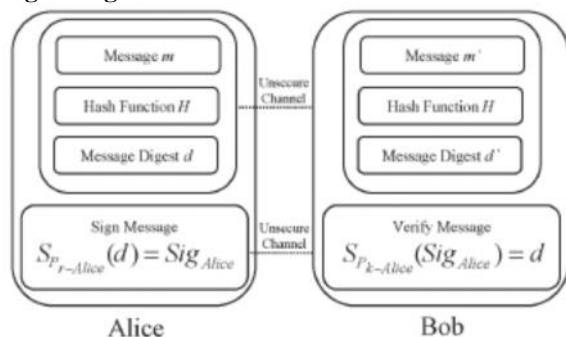 Message m
Hash Function H
Message Digest d
Sign Message
S_{P_{r-Alice}}(d) = Sig_{Alice}
Alice
Unsecure
Channel
Unsecure
Channel
Message m'
Hash Function H
Message Digest d'
Verify Message
S_{P_{k-Alice}}(Sig_{Alice}) = d
Bob